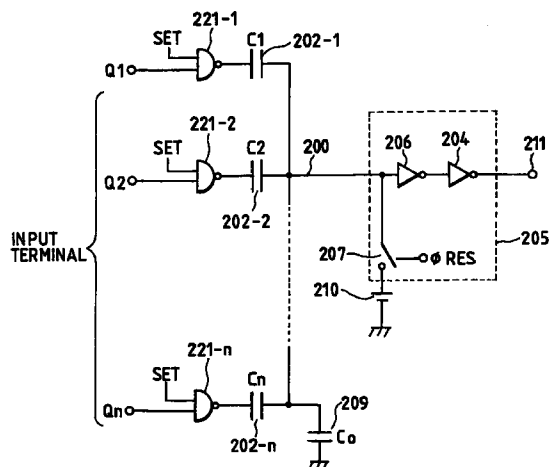 221-1
SET
C1
202-1
Q1
221-2
SET
C2
200
206
204
211
Q2
202-2
207
φ RES
205
INPUT
TERMINAL
210
221-n
SET
Cn
209
Qn
202-n
Co